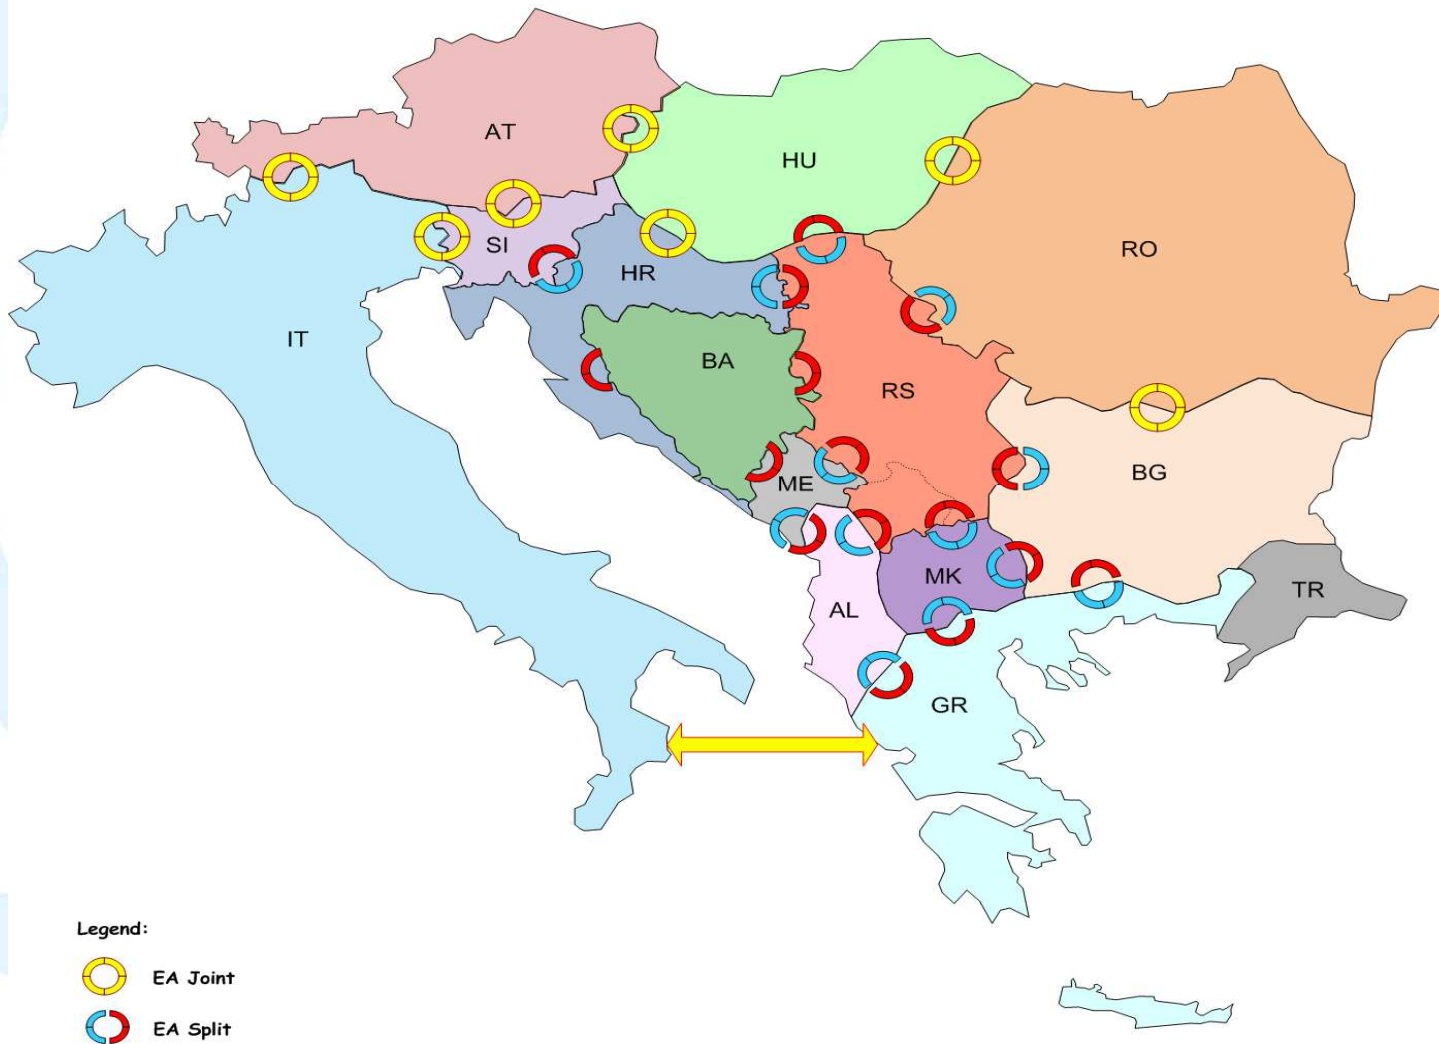 AT
HU
SI
RO
HR
IT
BA
RS
BG
ME
MK
TR
AL
GR
Legend:
EA Joint
EA Split